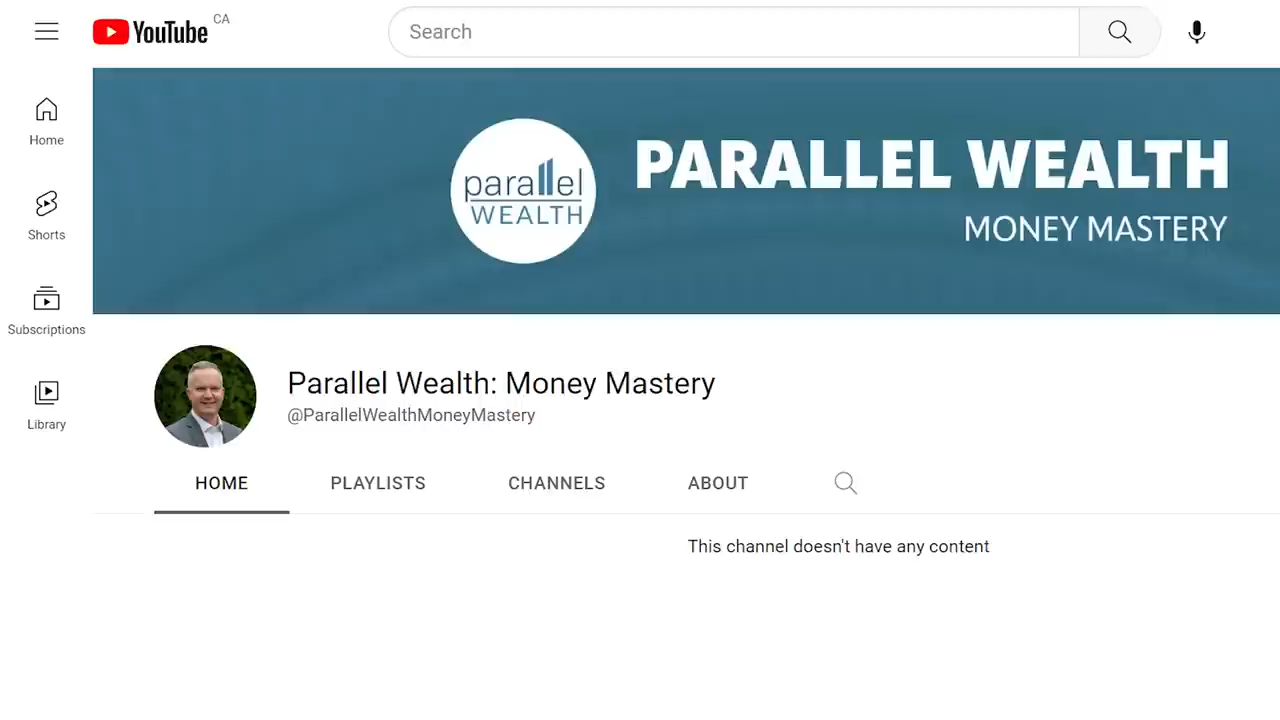 YouTube CA
Search
Home
Shorts
Subscriptions
Library
parallel
WEALTH
PARALLEL WEALTH
MONEY MASTERY
Parallel Wealth: Money Mastery
@ParallelWealthMoneyMastery
HOME PLAYLISTS CHANNELS ABOUT
This channel doesn't have any content